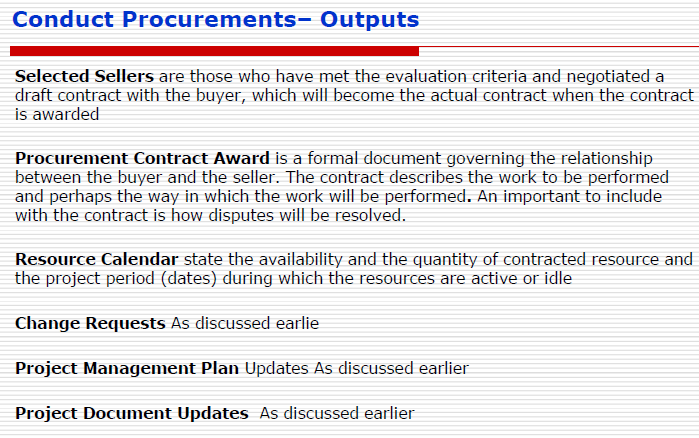 Conduct Procurements– Outputs
Selected Sellers are those who have met the evaluation criteria and negotiated a
draft contract with the buyer, which will become the actual contract when the contract
is awarded
Procurement Contract Award is a formal document governing the relationship
between the buyer and the seller. The contract describes the work to be performed
and perhaps the way in which the work will be performed. An important to include
with the contract is how disputes will be resolved.
Resource Calendar state the availability and the quantity of contracted resource and
the project period (dates) during which the resources are active or idle
Change Requests As discussed earlie
Project Management Plan Updates As discussed earlier
Project Document Updates  As discussed earlier